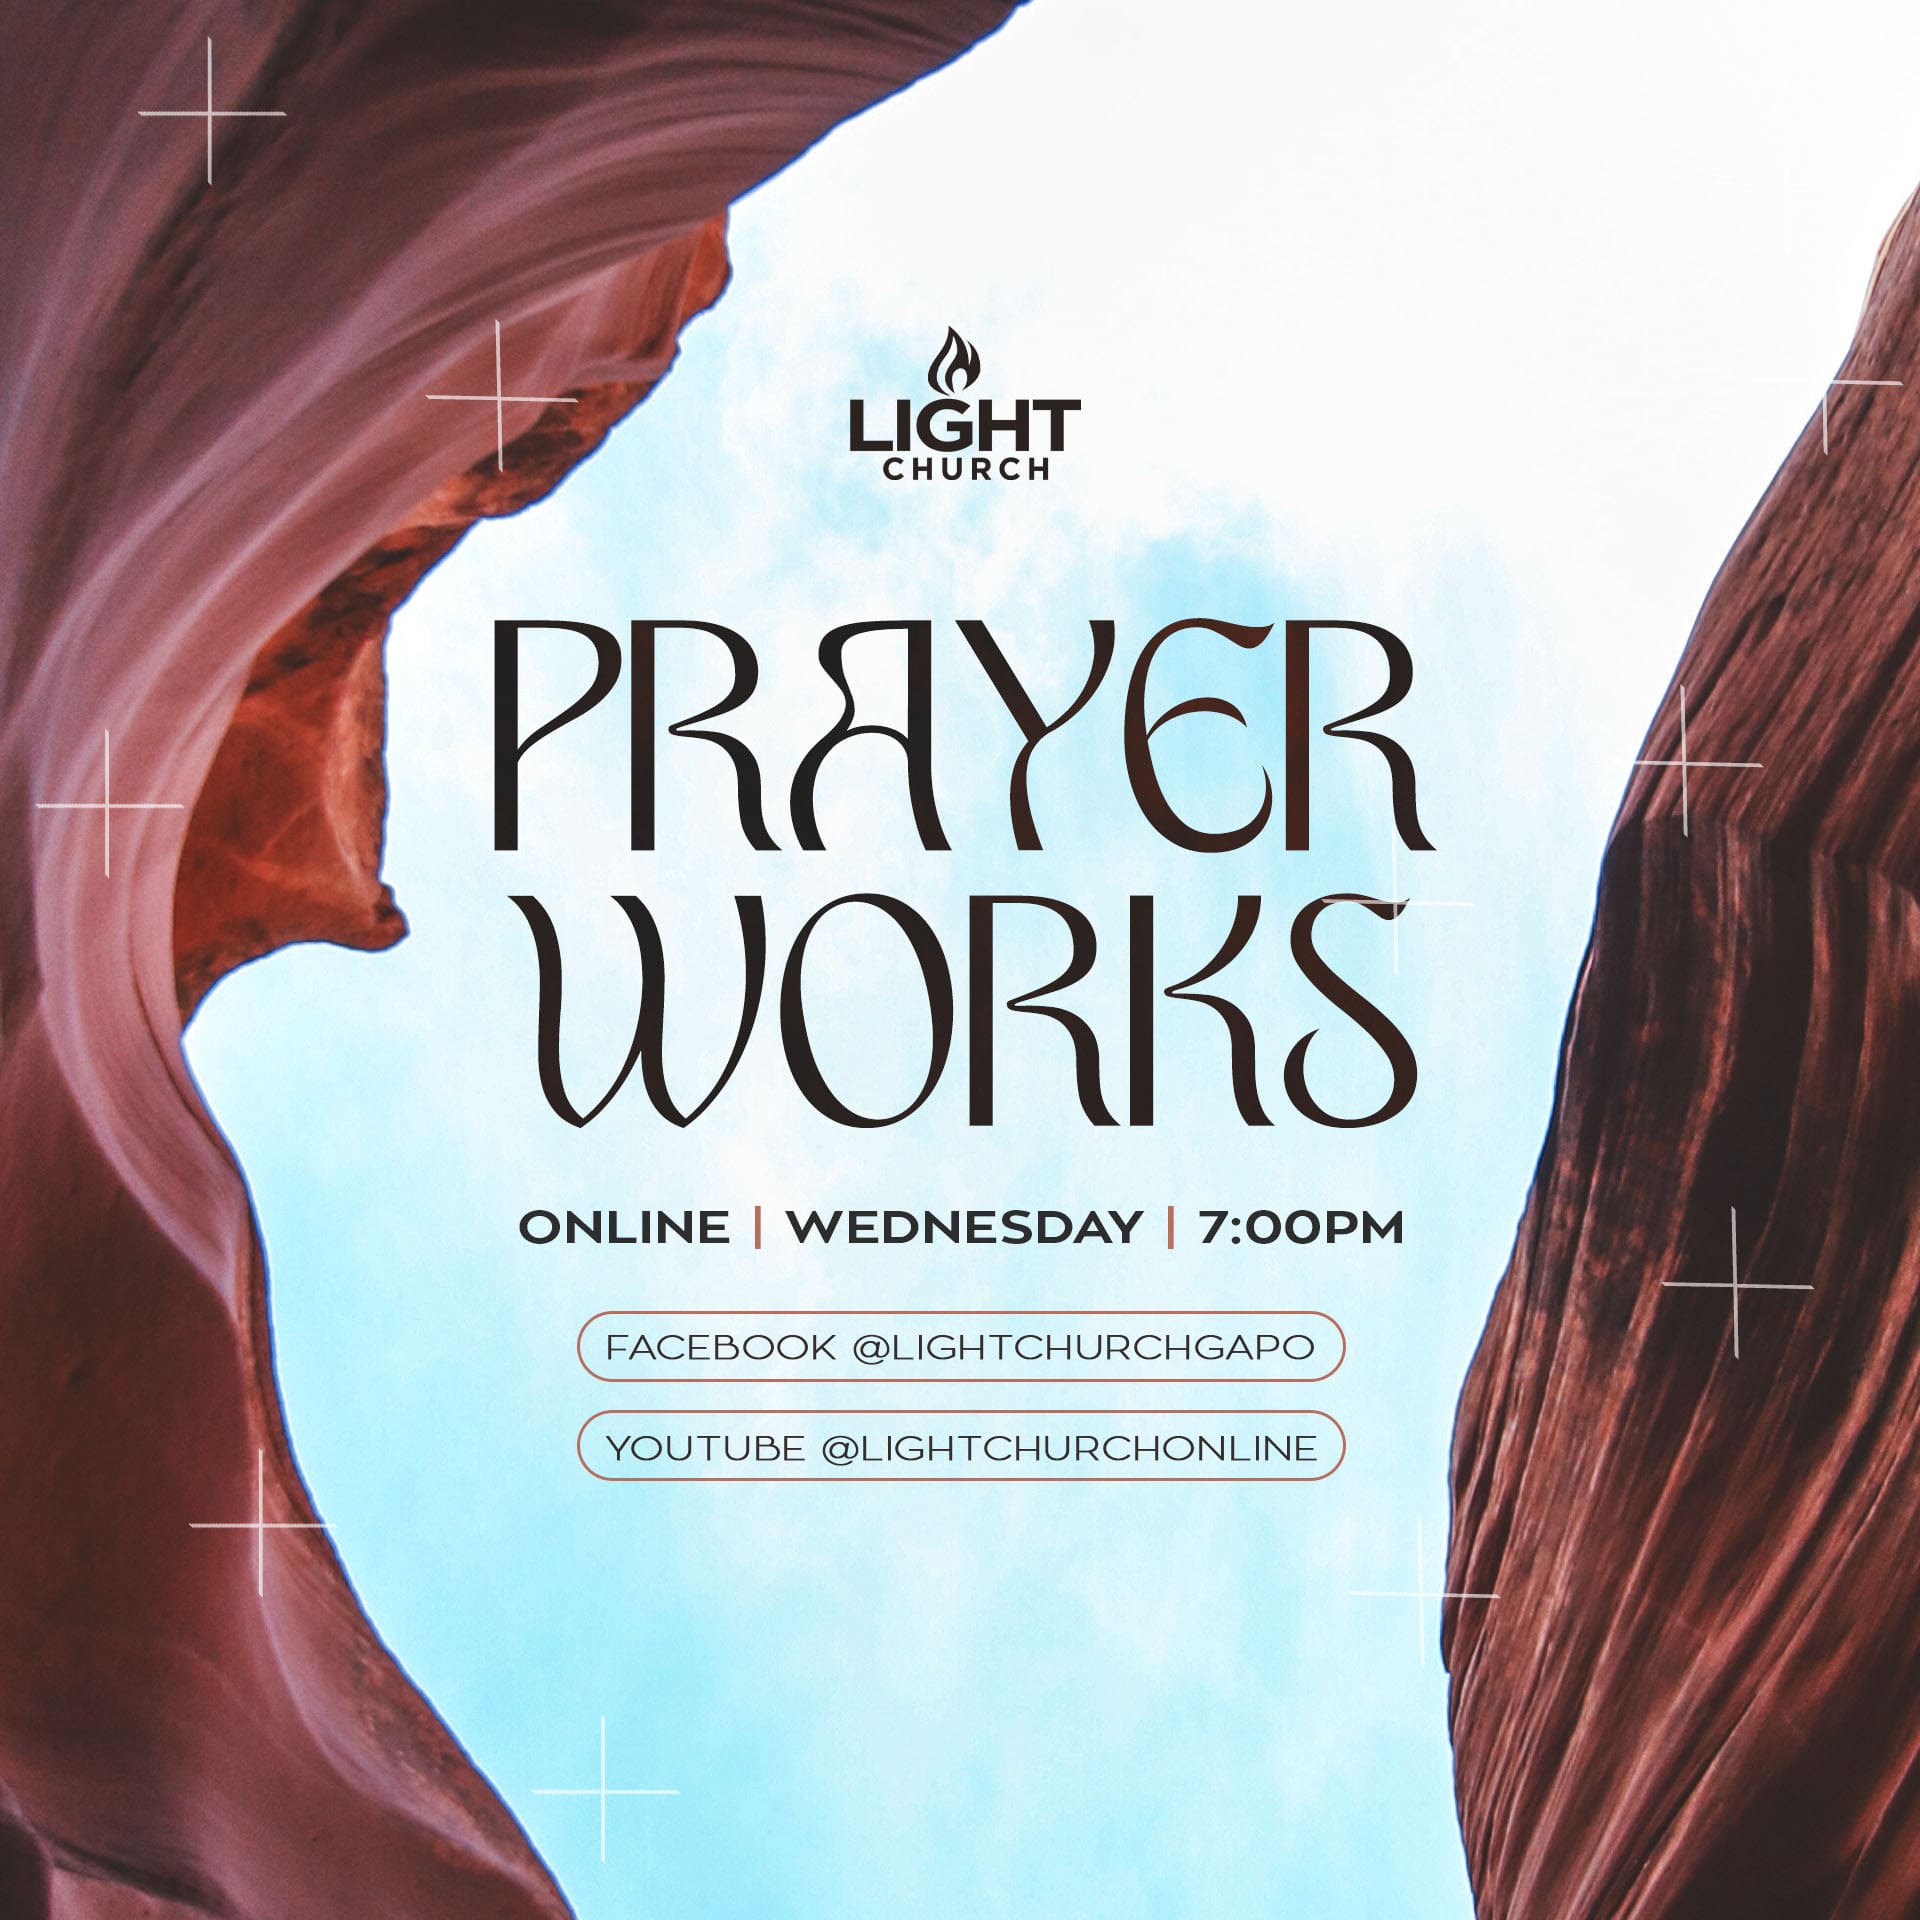 LIGHT
CHURCH
PRAYER
WORKS
ONLINE | WEDNESDAY | 7:00PM
FACEBOOK @LIGHTCHURCHGAPO
YOUTUBE @LIGHTCHURCHONLINE